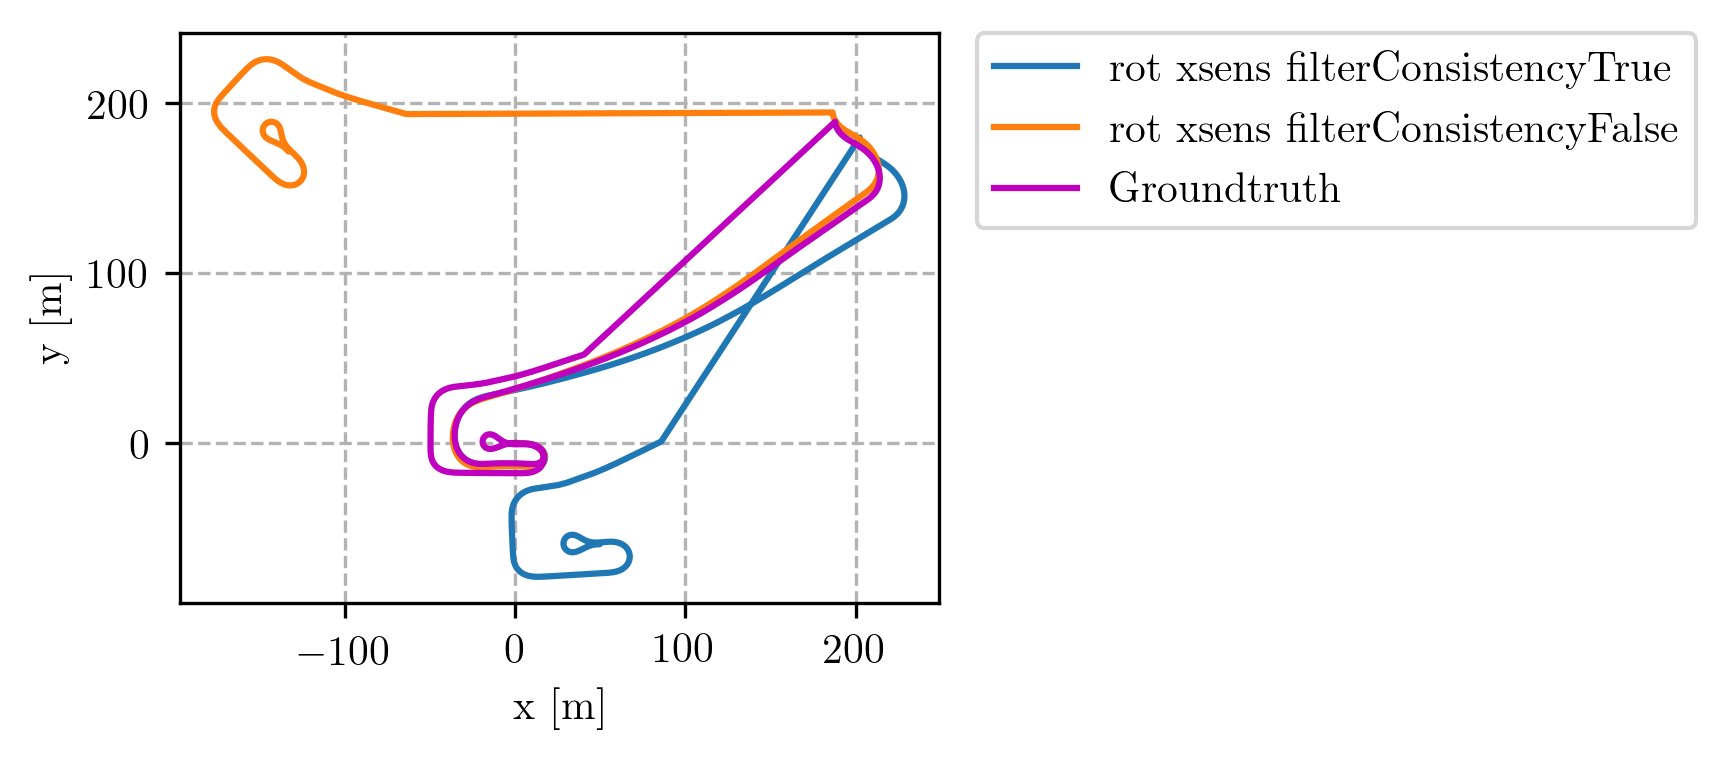 rot xsens filterConsistencyTrue
rot xsens filterConsistencyFalse
Groundtruth
200
100
0
y [m]
−100
0
100
200
x [m]